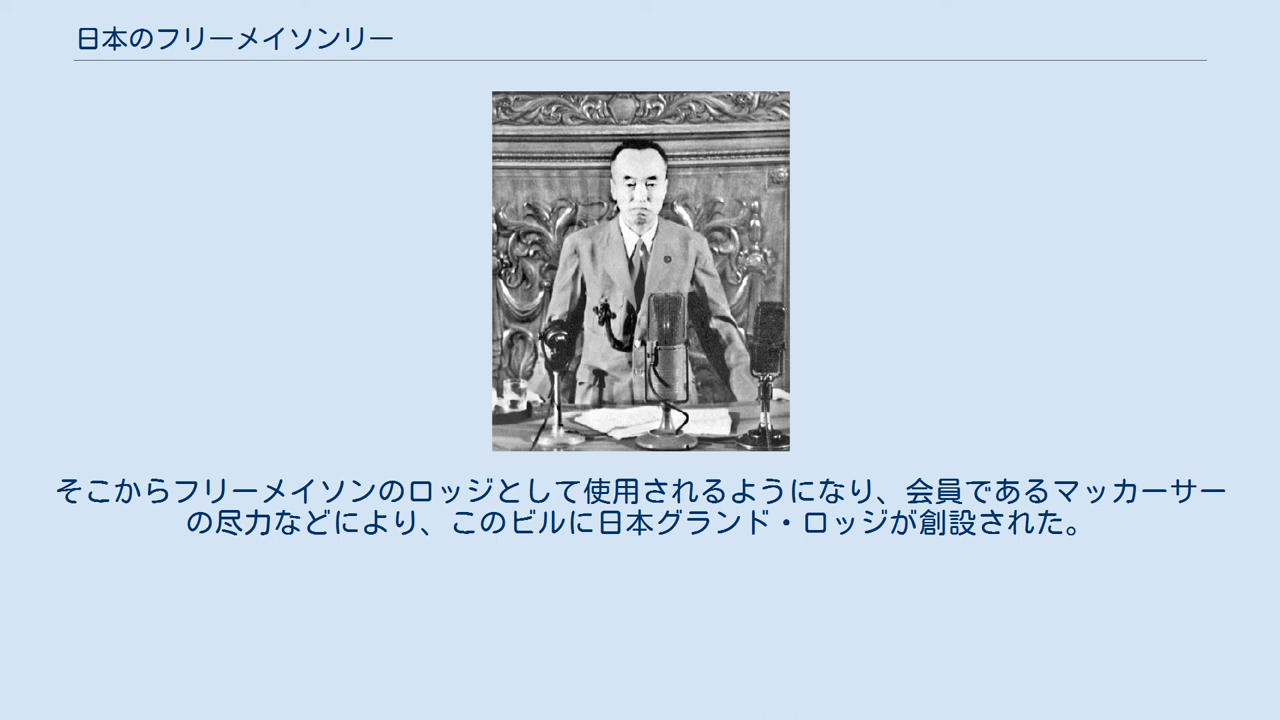 日本のフリーメイソンリー
そこからフリーメイソンのロッジとして使用されるようになり、会員であるマッカーサー
の尽力などにより、このビルに日本グランド・ロッジが創設された。